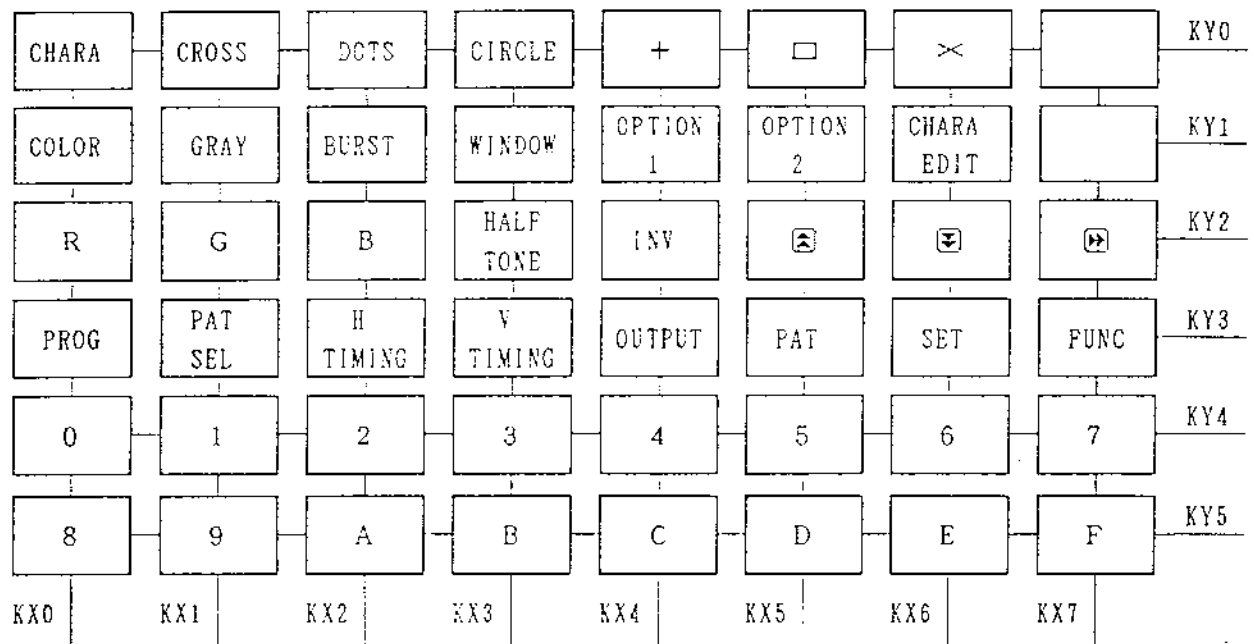 CHARA CROSS DOTS CIRCLE + □ × KY0
COLOR GRAY BURST WINDOW OPTION 1 OPTION 2 CHARA EDIT KY1
R G B HALF TONE INV KY2
PROG PAT SEL H TIMING V TIMING OUTPUT PAT SET FUNC KY3
0 1 2 3 4 5 6 7 KY4
8 9 A B C D E F KY5
KX0 KX1 KX2 KX3 KX4 KX5 KX6 KX7